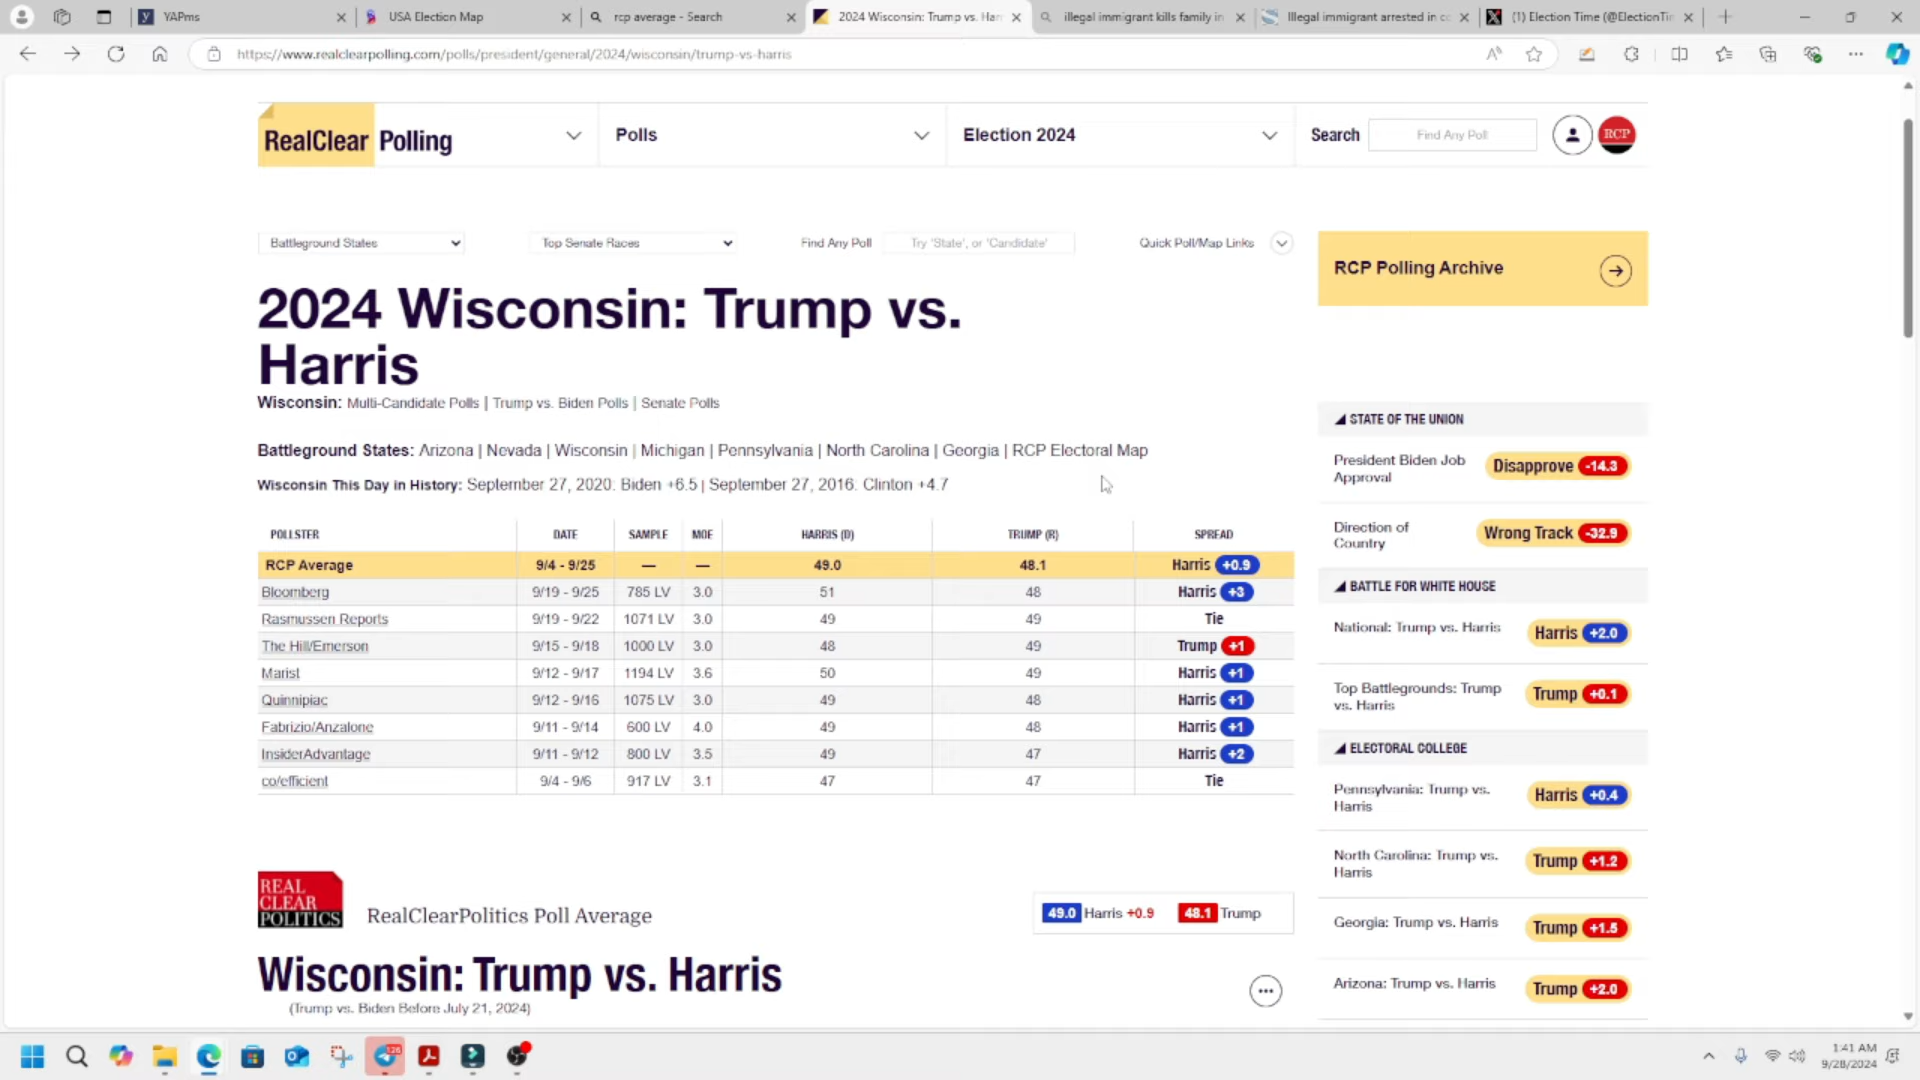 YAPms
USA Election Map
rcp average - Search
2024 Wisconsin: Trump vs. Har
illegal immigrant kills family in
Illegal immigrant arrested in co
(1) Election Time (@ElectionTin
https://www.realclearpolling.com/polls/president/general/2024/wisconsin/trump-vs-harris
RealClear Polling
Polls
Election 2024
Search
Find Any Poll
RCP
Battleground States
Top Senate Races
Find Any Poll
Try 'State', or 'Candidate'
Quick Poll/Map Links
RCP Polling Archive
2024 Wisconsin: Trump vs.
Harris
Wisconsin: Multi-Candidate Polls | Trump vs. Biden Polls | Senate Polls
Battleground States: Arizona | Nevada | Wisconsin | Michigan | Pennsylvania | North Carolina | Georgia | RCP Electoral Map
Wisconsin This Day in History: September 27, 2020: Biden +6.5 | September 27, 2016: Clinton +4.7
POLLSTER DATE SAMPLE MOE HARRIS (D) TRUMP (R) SPREAD
RCP Average 9/4 - 9/25 — — 49.0 48.1 Harris +0.9
Bloomberg 9/19 - 9/25 785 LV 3.0 51 48 Harris +3
Rasmussen Reports 9/19 - 9/22 1071 LV 3.0 49 49 Tie
The Hill/Emerson 9/15 - 9/18 1000 LV 3.0 48 49 Trump +1
Marist 9/12 - 9/17 1194 LV 3.6 50 49 Harris +1
Quinnipiac 9/12 - 9/16 1075 LV 3.0 49 48 Harris +1
Fabrizio/Anzalone 9/11 - 9/14 600 LV 4.0 49 48 Harris +1
InsiderAdvantage 9/11 - 9/12 800 LV 3.5 49 47 Harris +2
co/efficient 9/4 - 9/6 917 LV 3.1 47 47 Tie
STATE OF THE UNION
President Biden Job
Approval
Disapprove -14.3
Direction of
Country
Wrong Track -32.9
BATTLE FOR WHITE HOUSE
National: Trump vs. Harris
Harris +2.0
Top Battlegrounds: Trump
vs. Harris
Trump +0.1
ELECTORAL COLLEGE
Pennsylvania: Trump vs.
Harris
Harris +0.4
North Carolina: Trump vs.
Harris
Trump +1.2
Georgia: Trump vs. Harris
Trump +1.5
Arizona: Trump vs. Harris
Trump +2.0
REAL
CLEAR
POLITICS
RealClearPolitics Poll Average
49.0 Harris +0.9 48.1 Trump
Wisconsin: Trump vs. Harris
(Trump vs. Biden Before July 21, 2024)
1:41 AM
9/28/2024